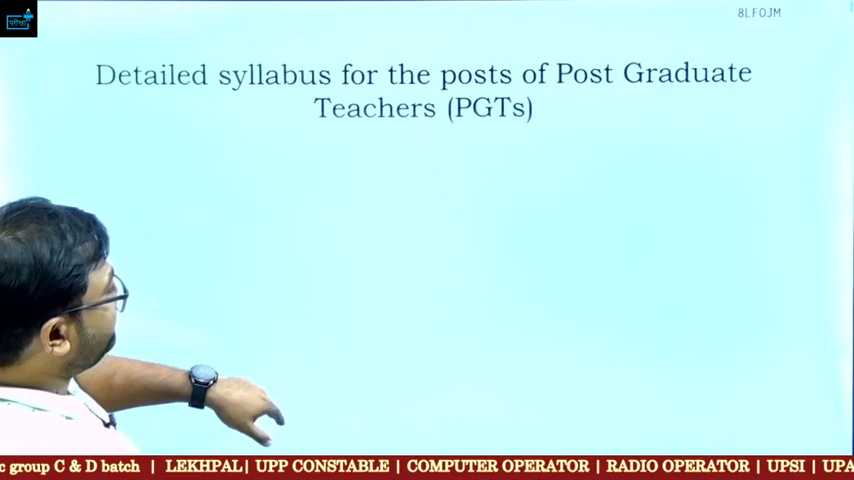 8LFOJM
परीक्षा
Detailed syllabus for the posts of Post Graduate
Teachers (PGTs)
c group C & D batch | LEKHPAL| UPP CONSTABLE | COMPUTER OPERATOR | RADIO OPERATOR | UPSI | UPA